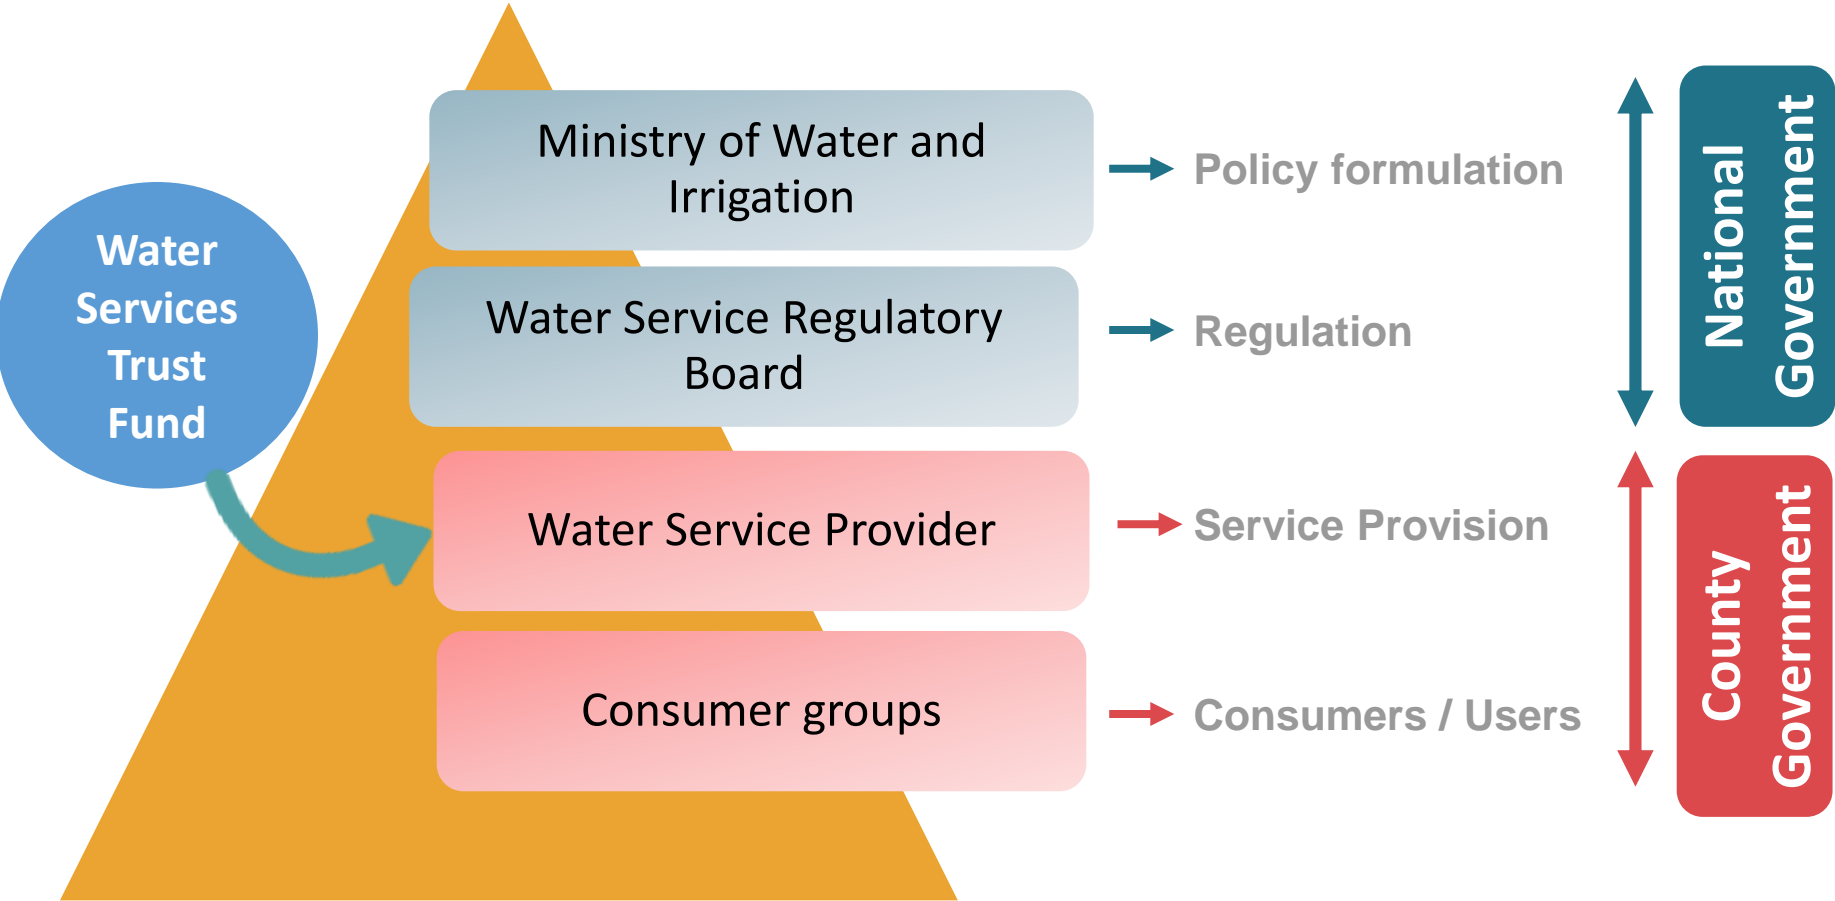 Water
Services
Trust
Fund
Ministry of Water and
Irrigation
Policy formulation
Water Service Regulatory
Board
Regulation
Water Service Provider
Service Provision
Consumer groups
Consumers / Users
National
Government
County
Government